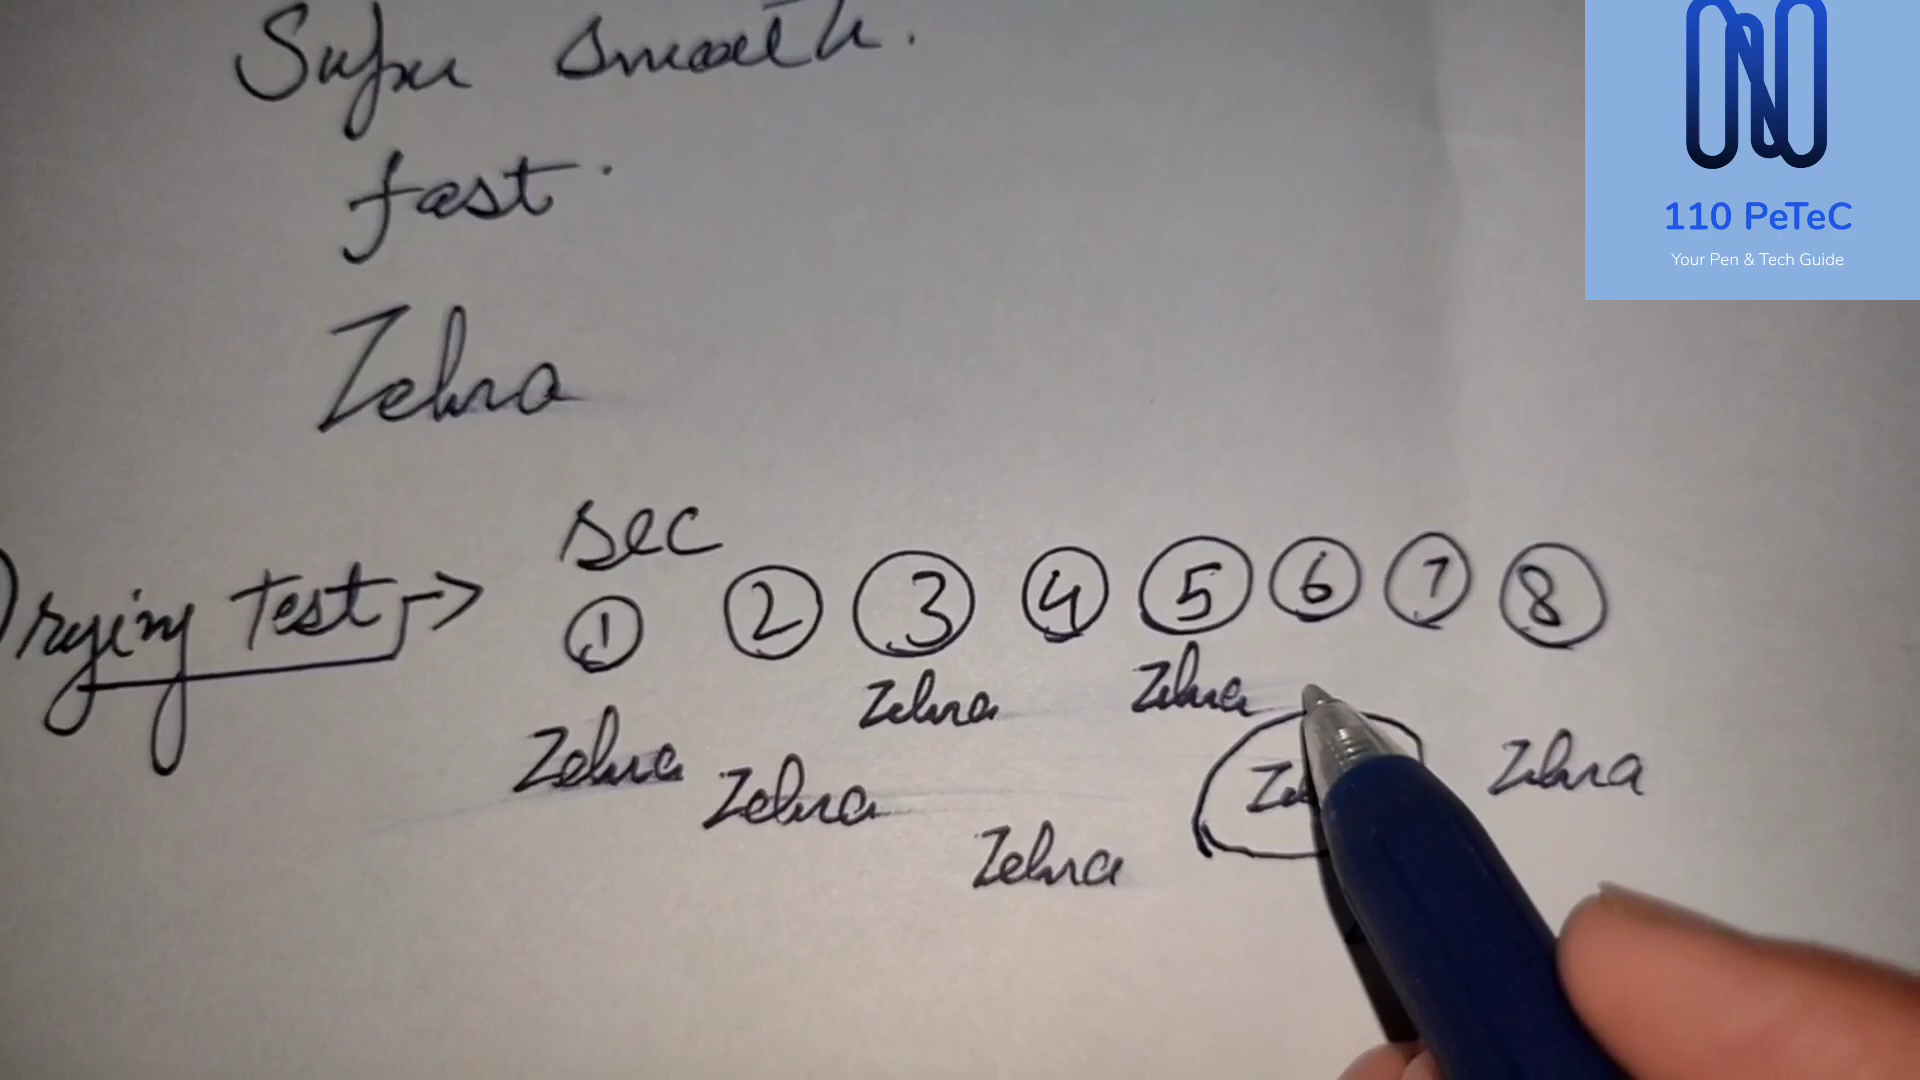 Super smooth.
fast.
Zebra
Drying Test → sec
1 2 3 4 5 6 7 8
Zebra Zebra
Zebra Zebra Zebra
Zebra
110 PeTeC
Your Pen & Tech Guide